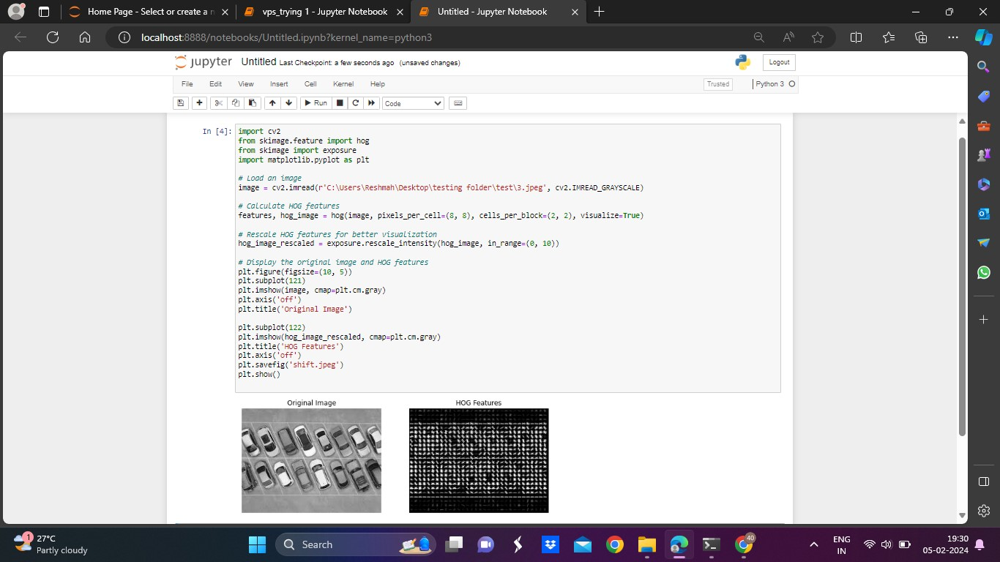 Home Page - Select or create a n
vps_trying 1 - Jupyter Notebook
Untitled - Jupyter Notebook
localhost:8888/notebooks/Untitled.ipynb?kernel_name=python3
jupyter Untitled Last Checkpoint: a few seconds ago (unsaved changes)
Logout
File Edit View Insert Cell Kernel Help
Trusted
Python 3
Run
Code
In [4]:
import cv2
from skimage.feature import hog
from skimage import exposure
import matplotlib.pyplot as plt
# Load an image
image = cv2.imread(r'C:\Users\Reshmah\Desktop\testing folder\test\3.jpeg', cv2.IMREAD_GRAYSCALE)
# Calculate HOG features
features, hog_image = hog(image, pixels_per_cell=(8, 8), cells_per_block=(2, 2), visualize=True)
# Rescale HOG features for better visualization
hog_image_rescaled = exposure.rescale_intensity(hog_image, in_range=(0, 10))
# Display the original image and HOG features
plt.figure(figsize=(10, 5))
plt.subplot(121)
plt.imshow(image, cmap=plt.cm.gray)
plt.axis('off')
plt.title('Original Image')
plt.subplot(122)
plt.imshow(hog_image_rescaled, cmap=plt.cm.gray)
plt.title('HOG Features')
plt.axis('off')
plt.savefig('shift.jpeg')
plt.show()
Original Image
HOG Features
1
27°C
Partly cloudy
Search
40
ENG
IN
19:30
05-02-2024